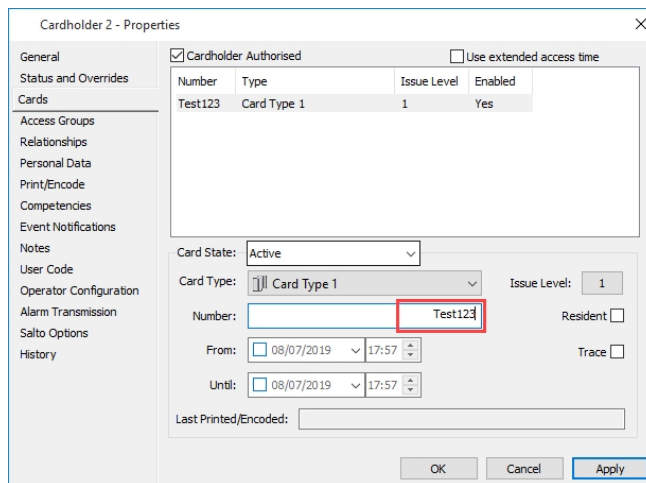 Cardholder 2 - Properties
General
Status and Overrides
Cards
Access Groups
Relationships
Personal Data
Print/Encode
Competencies
Event Notifications
Notes
User Code
Operator Configuration
Alarm Transmission
Salto Options
History
Cardholder Authorised Use extended access time
Number Type Issue Level Enabled
Test123 Card Type 1 1 Yes
Card State: Active
Card Type: Card Type 1 Issue Level: 1
Number: Test123 Resident
From: 08/07/2019 17:57 Trace
Until: 08/07/2019 17:57
Last Printed/Encoded:
OK Cancel Apply